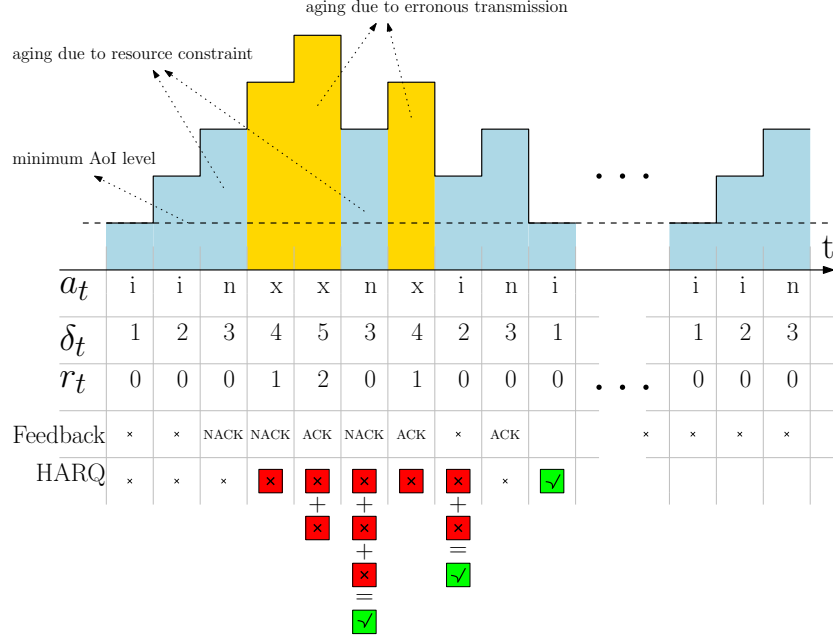 aging due to erronous transmission
aging due to resource constraint
minimum AoI level
• • •
t
a_t i i n x x n x i n i i i n
δ_t 1 2 3 4 5 3 4 2 3 1 1 2 3
r_t 0 0 0 1 2 0 1 0 0 0 • • • 0 0 0
Feedback × × NACK NACK ACK NACK ACK × ACK × × × ×
HARQ × × × × × × × × × √
+ + +
× × ×
+ =
× √
=
√